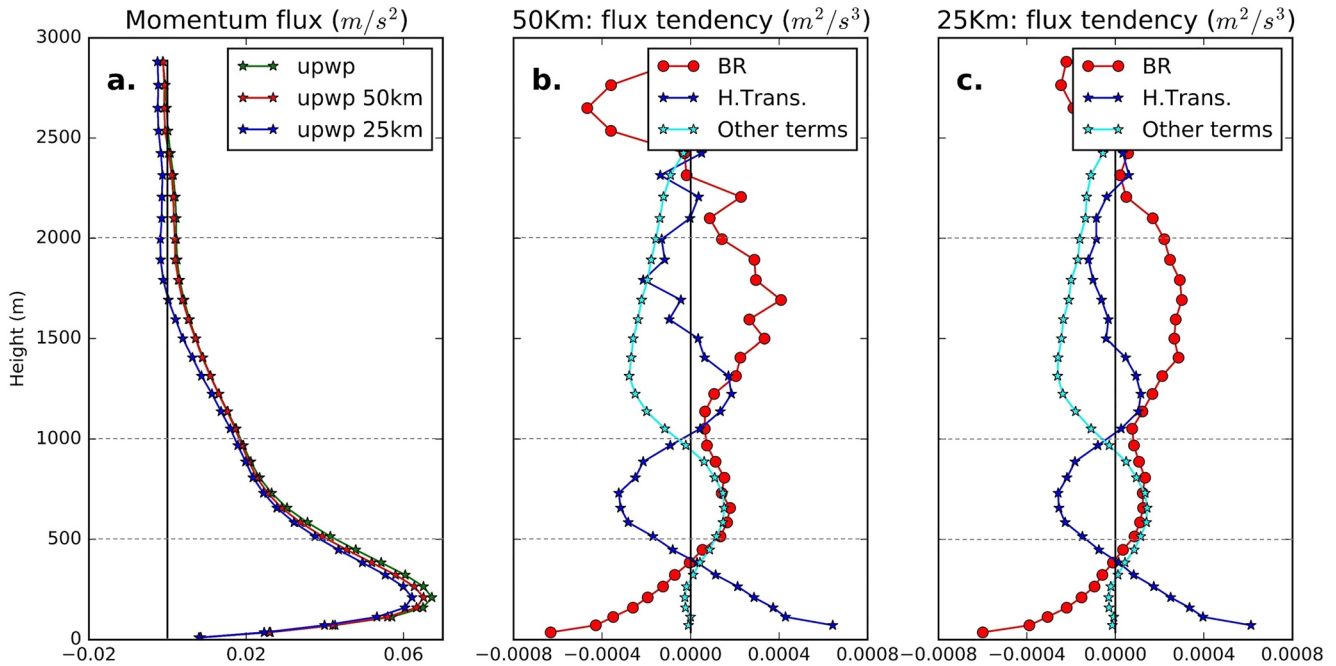 Momentum flux (m/s²)
50Km: flux tendency (m²/s³)
25Km: flux tendency (m²/s³)
a.
upwp
upwp 50km
upwp 25km
b.
BR
H.Trans.
Other terms
c.
BR
H.Trans.
Other terms
Height (m)
3000
2500
2000
1500
1000
500
0
−0.02
0.02
0.06
−0.0008
−0.0004
0.0000
0.0004
0.0008
−0.0008
−0.0004
0.0000
0.0004
0.0008